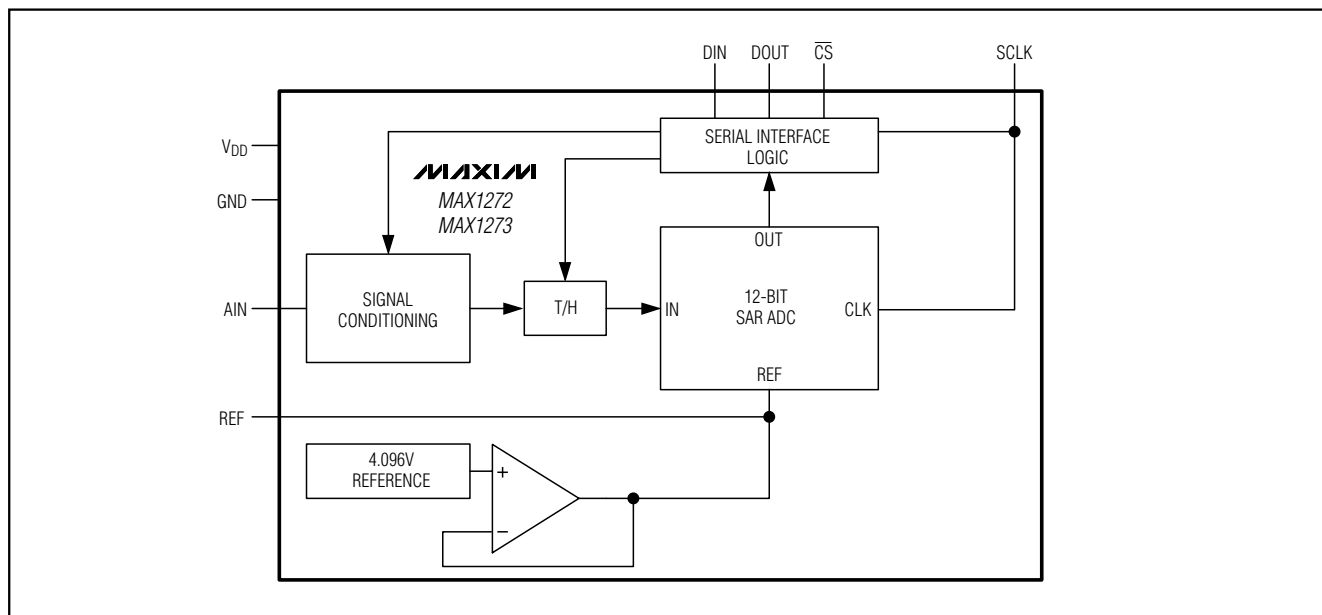 DIN DOUT C̅S̅ SCLK
SERIAL INTERFACE
LOGIC
VDD
MAXIM
MAX1272
MAX1273
GND
OUT
AIN
SIGNAL
CONDITIONING
T/H
IN
12-BIT
SAR ADC
CLK
REF
REF
4.096V
REFERENCE
+
−